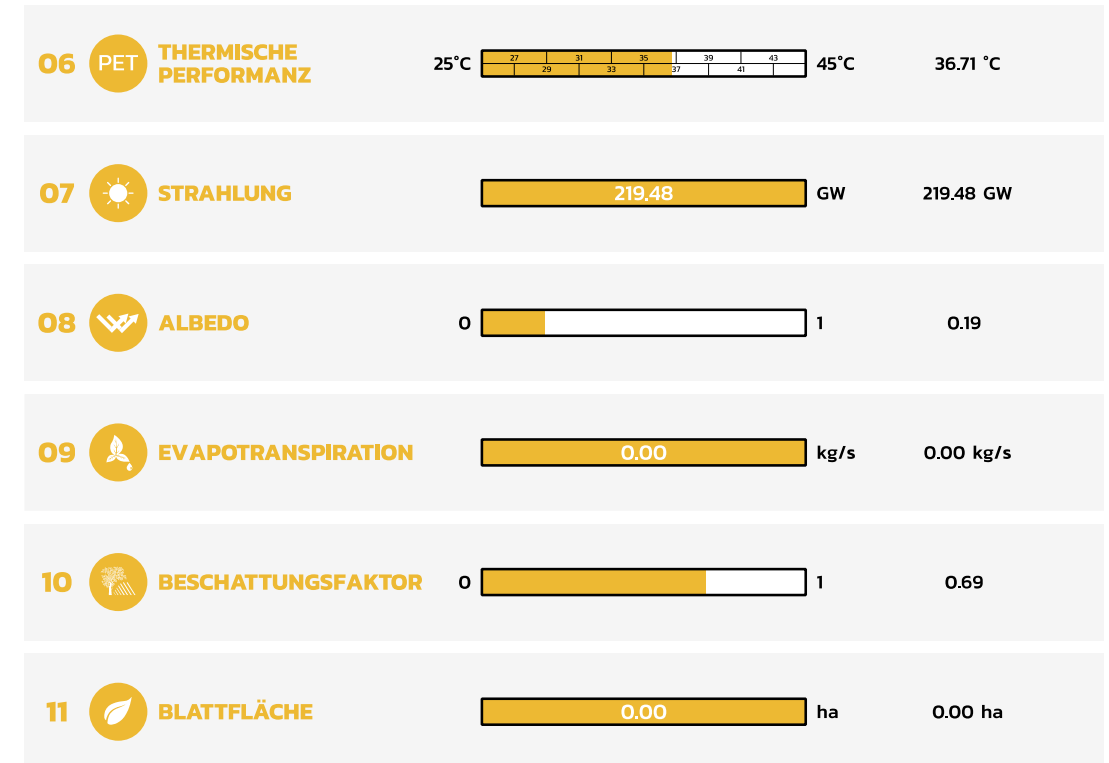 06 PET THERMISCHE
PERFORMANZ
25°C 27 31 35 39 43
29 33 37 41
45°C 36.71 °C
07 STRAHLUNG 219.48 GW 219.48 GW
08 ALBEDO 0 1 0.19
09 EVAPOTRANSPIRATION 0.00 kg/s 0.00 kg/s
10 BESCHATTUNGSFAKTOR 0 1 0.69
11 BLATTFLÄCHE 0.00 ha 0.00 ha